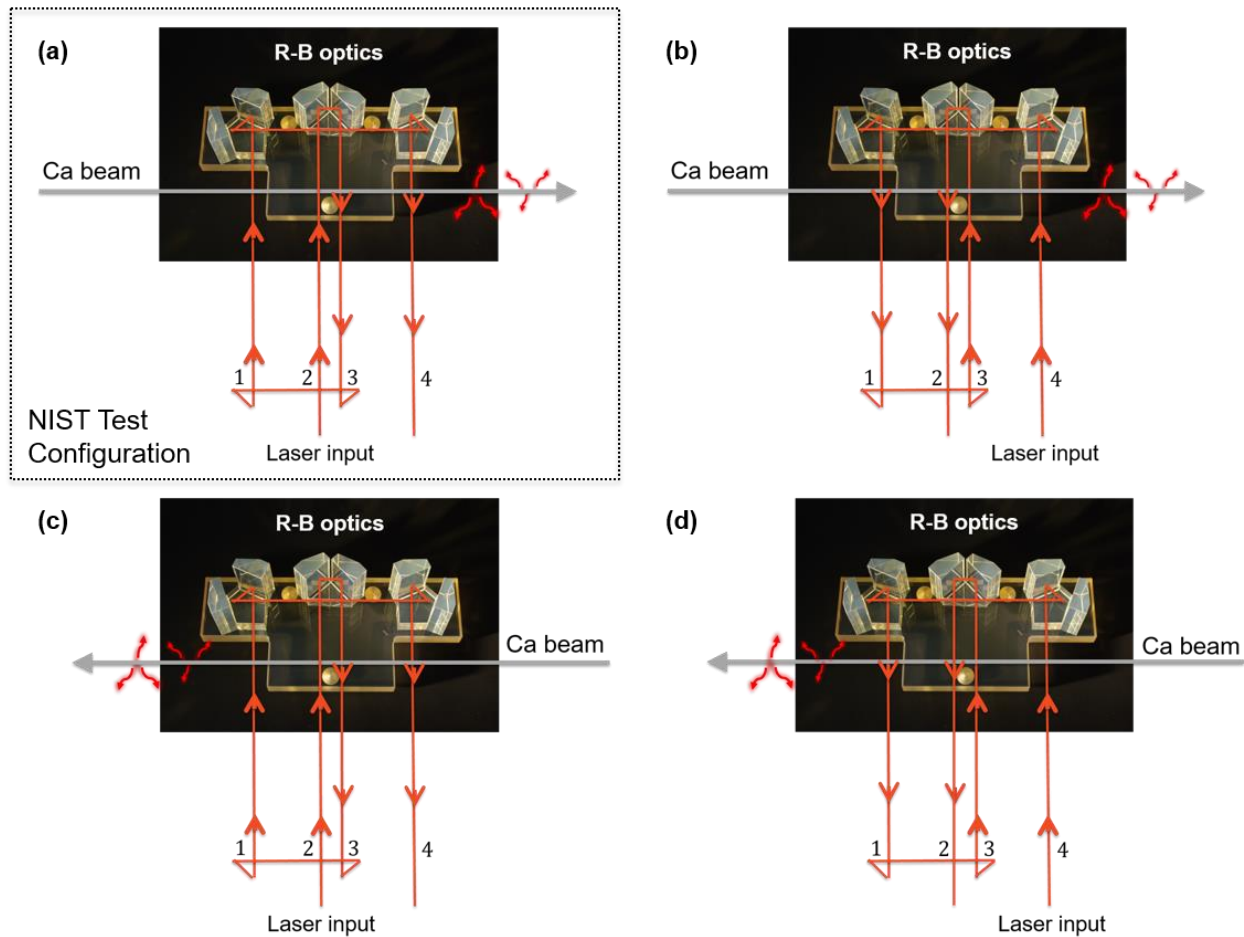 (a)
R-B optics
Ca beam
1 2 3 4
NIST Test
Configuration
Laser input
(b)
R-B optics
Ca beam
1 2 3 4
Laser input
(c)
R-B optics
Ca beam
1 2 3 4
Laser input
(d)
R-B optics
Ca beam
1 2 3 4
Laser input